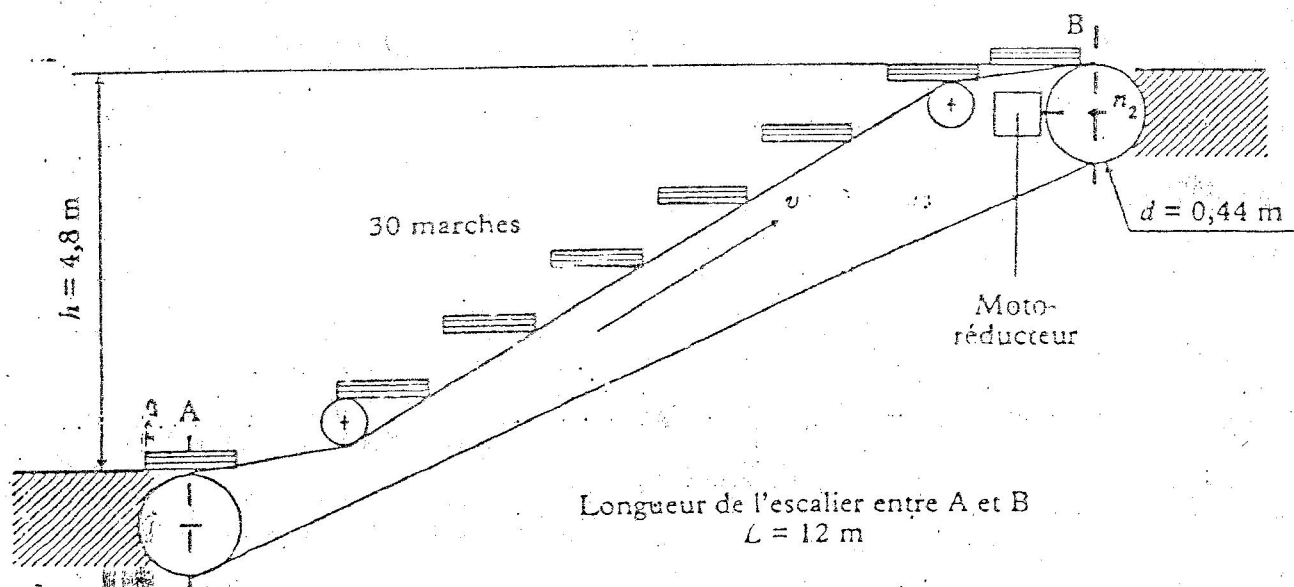 B
n₂
h = 4,8 m
30 marches
v
d = 0,44 m
Moto-
réducteur
A
Longueur de l'escalier entre A et B
L = 12 m